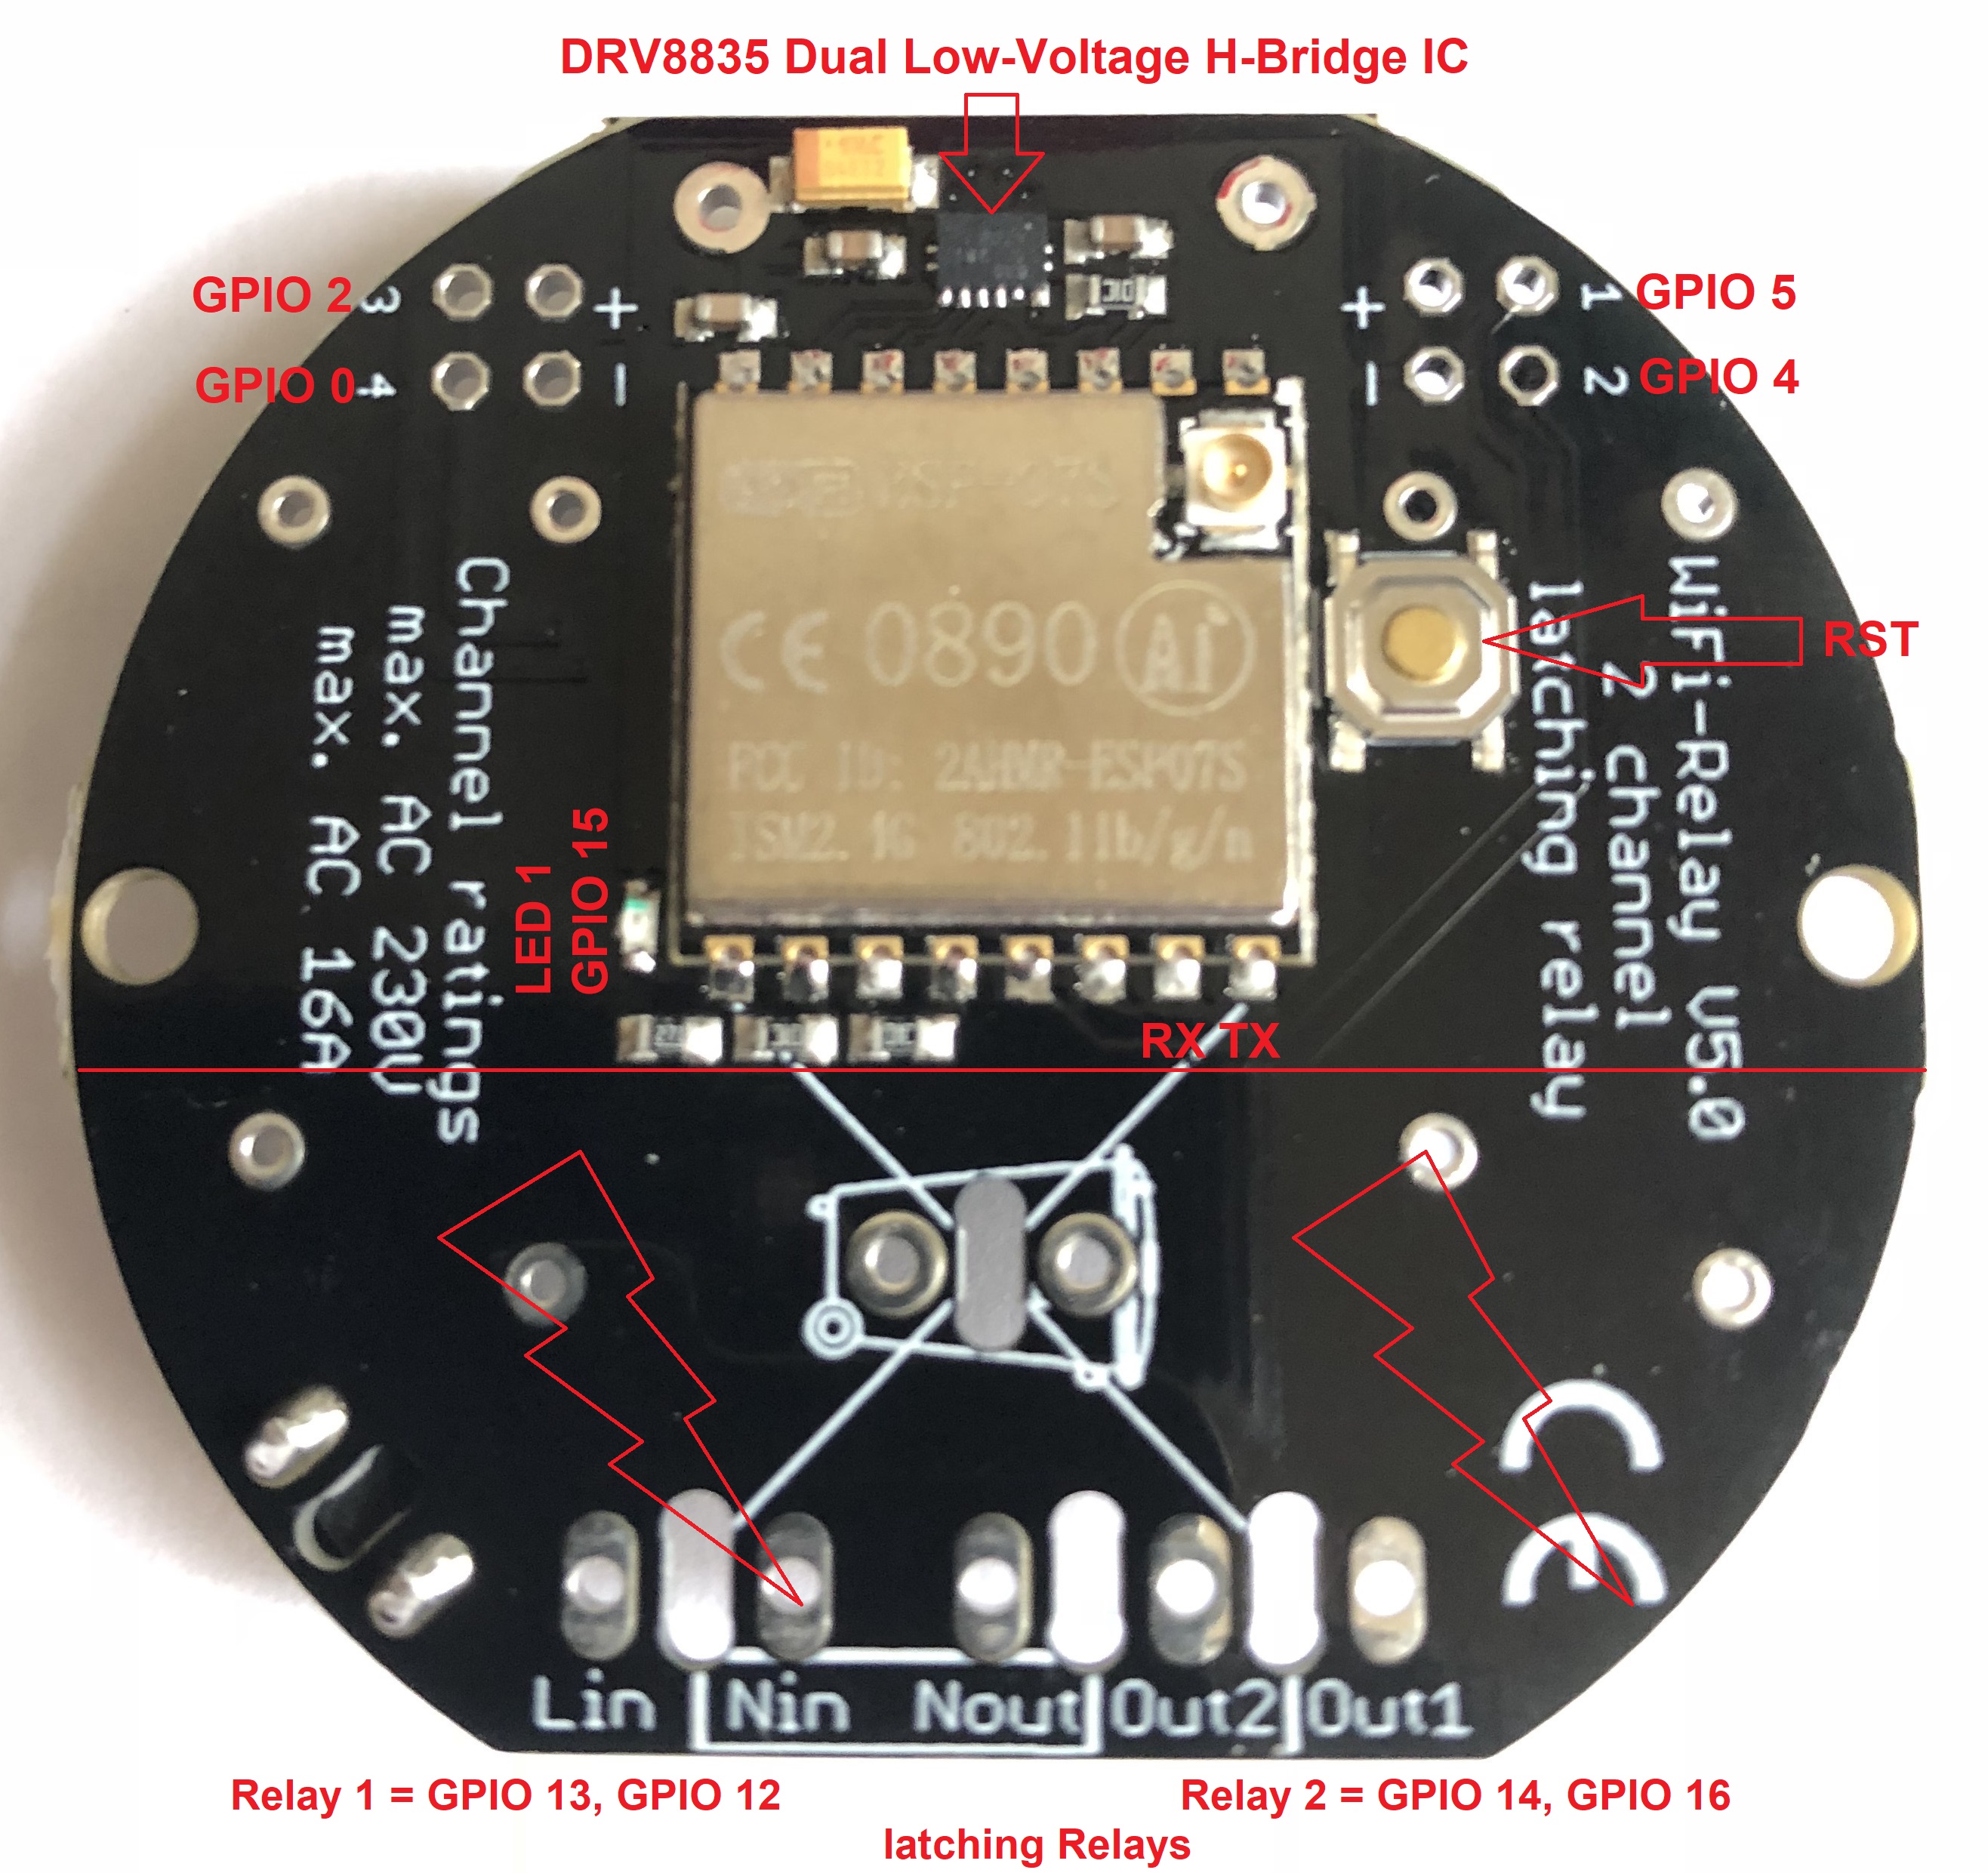 DRV8835 Dual Low-Voltage H-Bridge IC
GPIO 2
3
+
+
1
GPIO 5
GPIO 0
4
-
-
2
GPIO 4
ESP-07S
CE 0890 Ai
FCC ID: 2AHMR-ESP07S
ISM2.4G 802.11b/g/n
RST
WiFi-Relay V5.0
2 channel
latching relay
Channel ratings
max. AC 230V
max. AC 16A
LED 1
GPIO 15
RX TX
CE
Lin
Nin
Nout
Out2
Out1
Relay 1 = GPIO 13, GPIO 12
Relay 2 = GPIO 14, GPIO 16
latching Relays